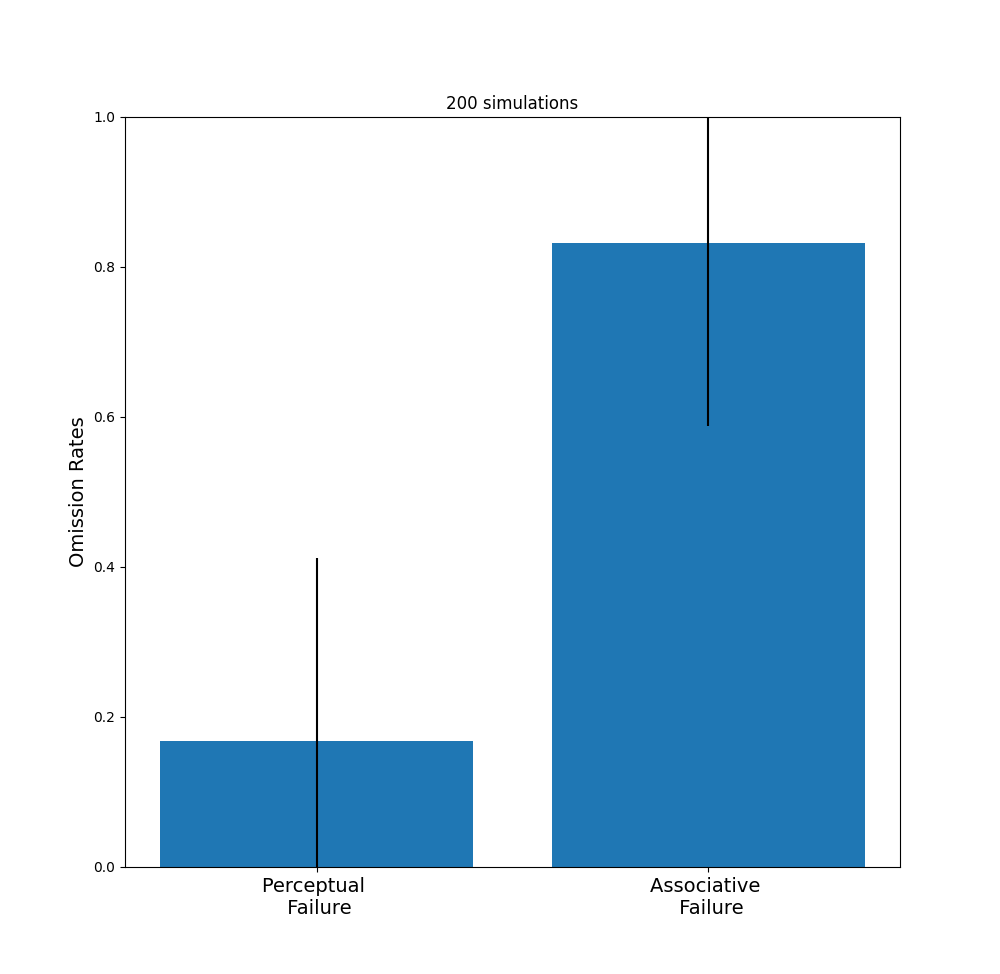 200 simulations
1.0
0.8
0.6
0.4
0.2
0.0
Omission Rates
Perceptual
Failure
Associative
Failure